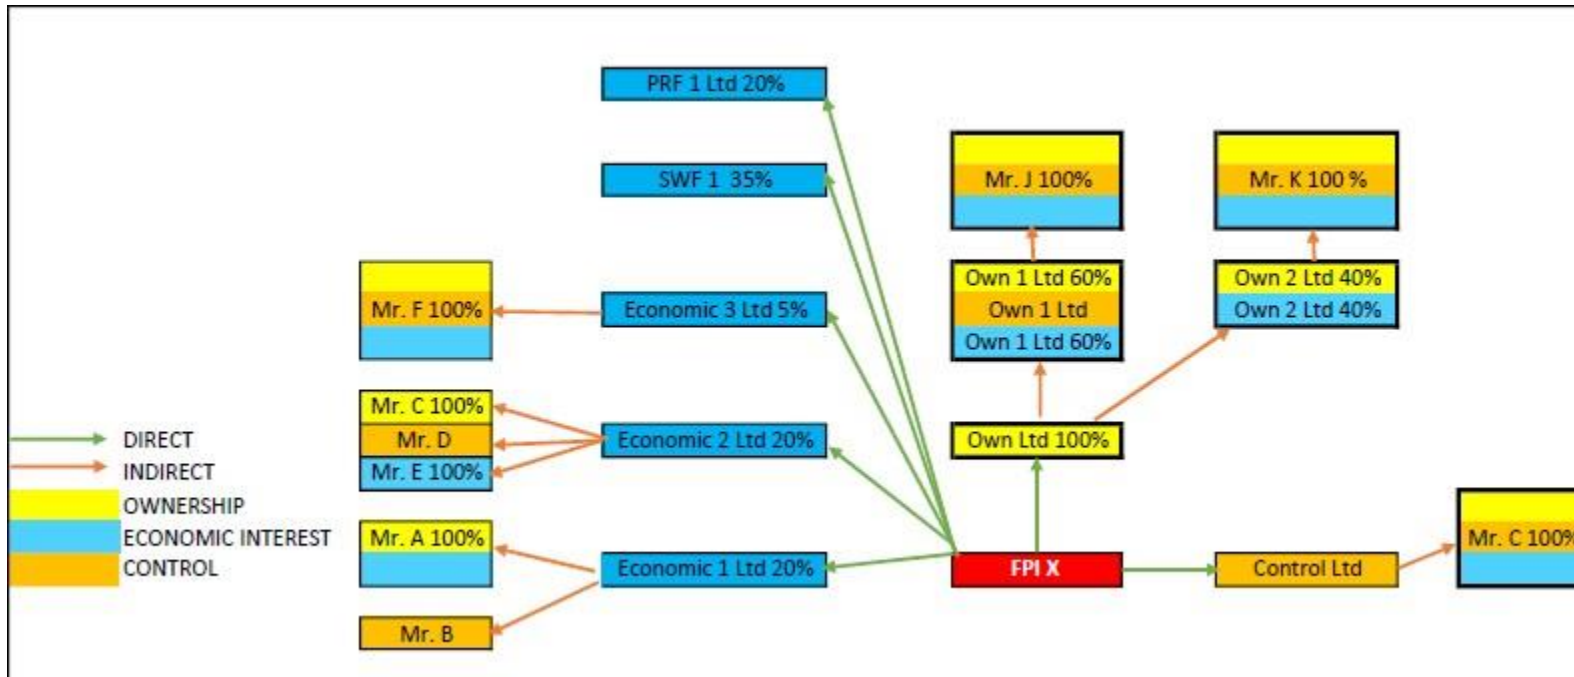 PRF 1 Ltd 20%
SWF 1 35%
Mr. J 100%
Mr. K 100 %
Mr. F 100%
Economic 3 Ltd 5%
Own 1 Ltd 60%
Own 1 Ltd
Own 1 Ltd 60%
Own 2 Ltd 40%
Own 2 Ltd 40%
Mr. C 100%
Mr. D
Mr. E 100%
Economic 2 Ltd 20%
Own Ltd 100%
DIRECT
INDIRECT
OWNERSHIP
ECONOMIC INTEREST
CONTROL
Mr. A 100%
Economic 1 Ltd 20%
FPI X
Control Ltd
Mr. C 100%
Mr. B